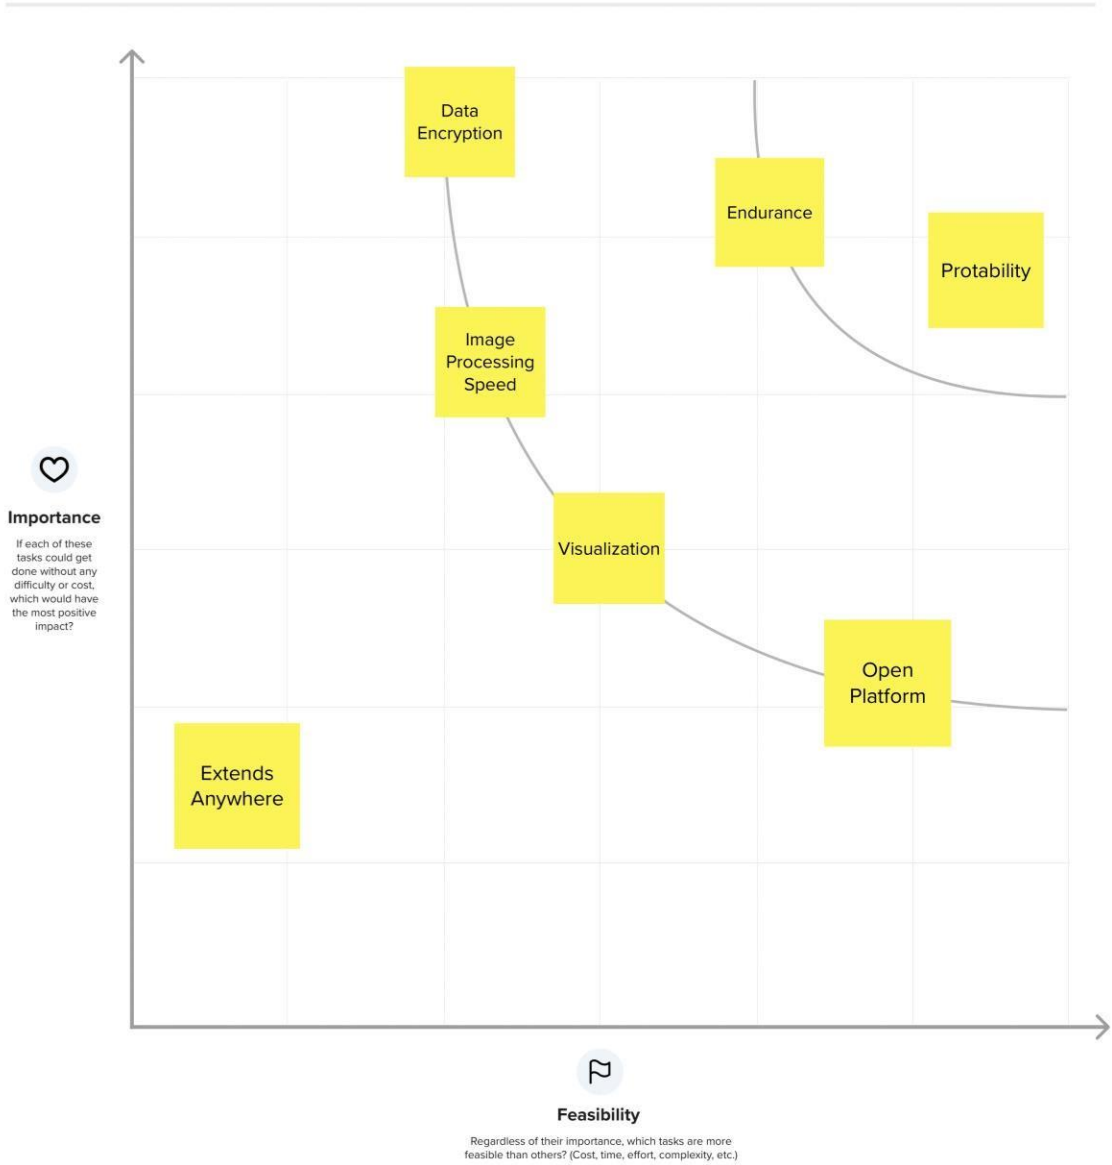 Data
Encryption
Endurance
Protability
Image
Processing
Speed
Visualization
Open
Platform
Extends
Anywhere
Importance
If each of these
tasks could get
done without any
difficulty or cost,
which would have
the most positive
impact?
Feasibility
Regardless of their importance, which tasks are more
feasible than others? (Cost, time, effort, complexity, etc.)